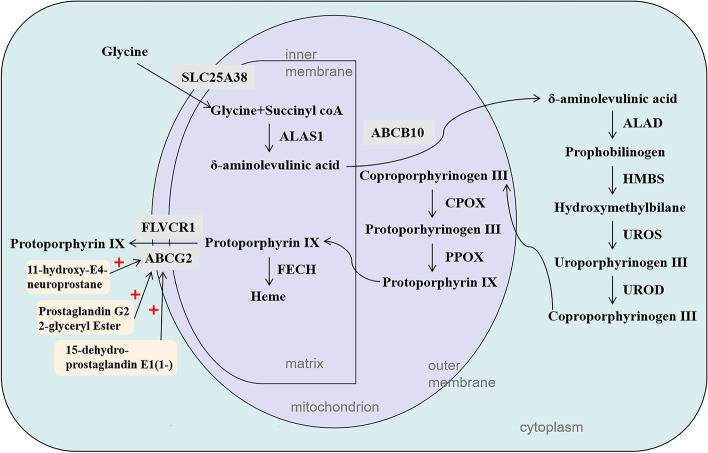 Glycine
inner
membrane
SLC25A38
Glycine+Succinyl coA
ALAS1
δ-aminolevulinic acid
ABCB10
δ-aminolevulinic acid
ALAD
Prophobilinogen
HMBS
Hydroxymethylbilane
UROS
Uroporphyrinogen III
UROD
Coproporphyrinogen III
Coproporphyrinogen III
CPOX
Protoporhyrinogen III
PPOX
Protoporphyrin IX
Protoporphyrin IX
FECH
Heme
FLVCR1
Protoporphyrin IX
ABCG2
+
11-hydroxy-E4-
neuroprostane
+
Prostaglandin G2
2-glyceryl Ester
+
15-dehydro-
prostaglandin E1(1-)
matrix
outer
membrane
mitochondrion
cytoplasm